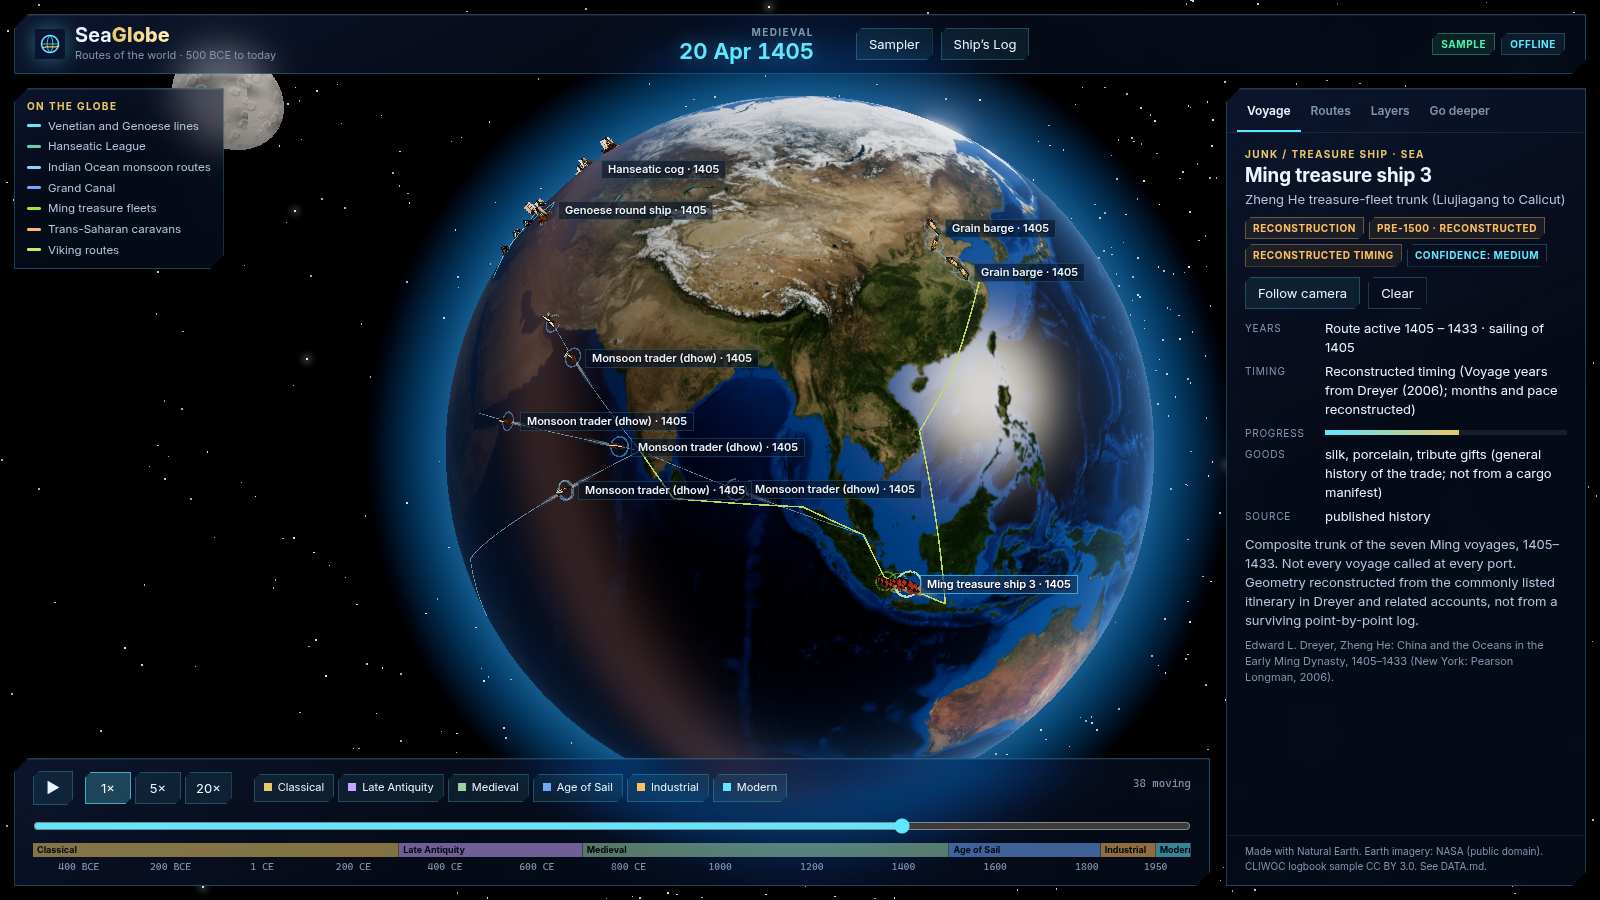 SeaGlobe
Routes of the world · 500 BCE to today
MEDIEVAL
20 Apr 1405
Sampler
Ship's Log
SAMPLE
OFFLINE
ON THE GLOBE
Venetian and Genoese lines
Hanseatic League
Indian Ocean monsoon routes
Grand Canal
Ming treasure fleets
Trans-Saharan caravans
Viking routes
Hanseatic cog · 1405
Genoese round ship · 1405
Grain barge · 1405
Grain barge · 1405
Monsoon trader (dhow) · 1405
Monsoon trader (dhow) · 1405
Monsoon trader (dhow) · 1405
Monsoon trader (dhow) · 1405
Monsoon trader (dhow) · 1405
Ming treasure ship 3 · 1405
Voyage
Routes
Layers
Go deeper
JUNK / TREASURE SHIP · SEA
Ming treasure ship 3
Zheng He treasure-fleet trunk (Liujiagang to Calicut)
RECONSTRUCTION
PRE-1500 · RECONSTRUCTED
RECONSTRUCTED TIMING
CONFIDENCE: MEDIUM
Follow camera
Clear
YEARS
Route active 1405 – 1433 · sailing of
1405
TIMING
Reconstructed timing (Voyage years
from Dreyer (2006); months and pace
reconstructed)
PROGRESS
GOODS
silk, porcelain, tribute gifts (general
history of the trade; not from a cargo
manifest)
SOURCE
published history
Composite trunk of the seven Ming voyages, 1405–
1433. Not every voyage called at every port.
Geometry reconstructed from the commonly listed
itinerary in Dreyer and related accounts, not from a
surviving point-by-point log.
Edward L. Dreyer, Zheng He: China and the Oceans in the
Early Ming Dynasty, 1405–1433 (New York: Pearson
Longman, 2006).
Made with Natural Earth. Earth imagery: NASA (public domain).
CLIWOC logbook sample CC BY 3.0. See DATA.md.
1×
5×
20×
Classical
Late Antiquity
Medieval
Age of Sail
Industrial
Modern
38 moving
Classical
Late Antiquity
Medieval
Age of Sail
Industrial
Modern
400 BCE
200 BCE
1 CE
200 CE
400 CE
600 CE
800 CE
1000
1200
1400
1600
1800
1950